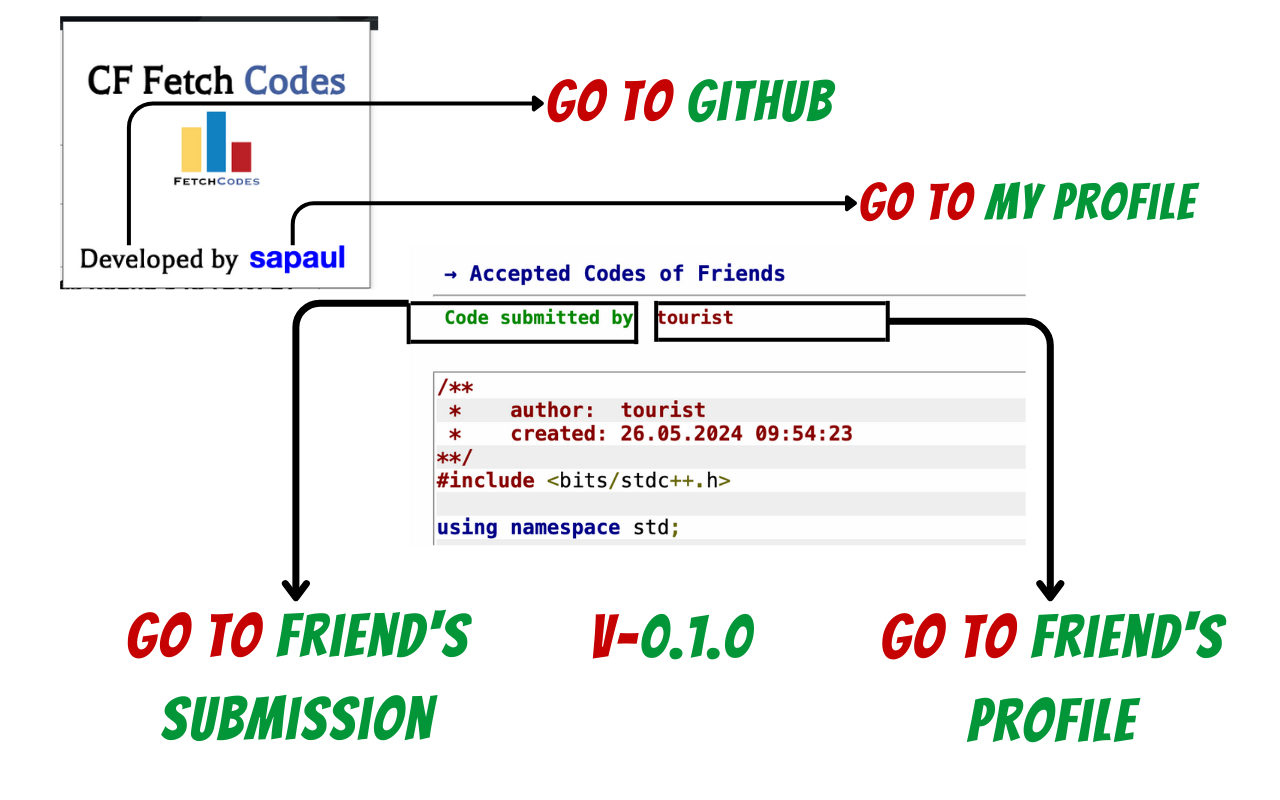 CF Fetch Codes
FETCHCODES
Developed by sapaul
GO TO GITHUB
GO TO MY PROFILE
→ Accepted Codes of Friends
Code submitted by tourist
/**
 *    author:  tourist
 *    created: 26.05.2024 09:54:23
**/
#include <bits/stdc++.h>
using namespace std;
GO TO FRIEND'S
SUBMISSION
V-0.1.0
GO TO FRIEND'S
PROFILE